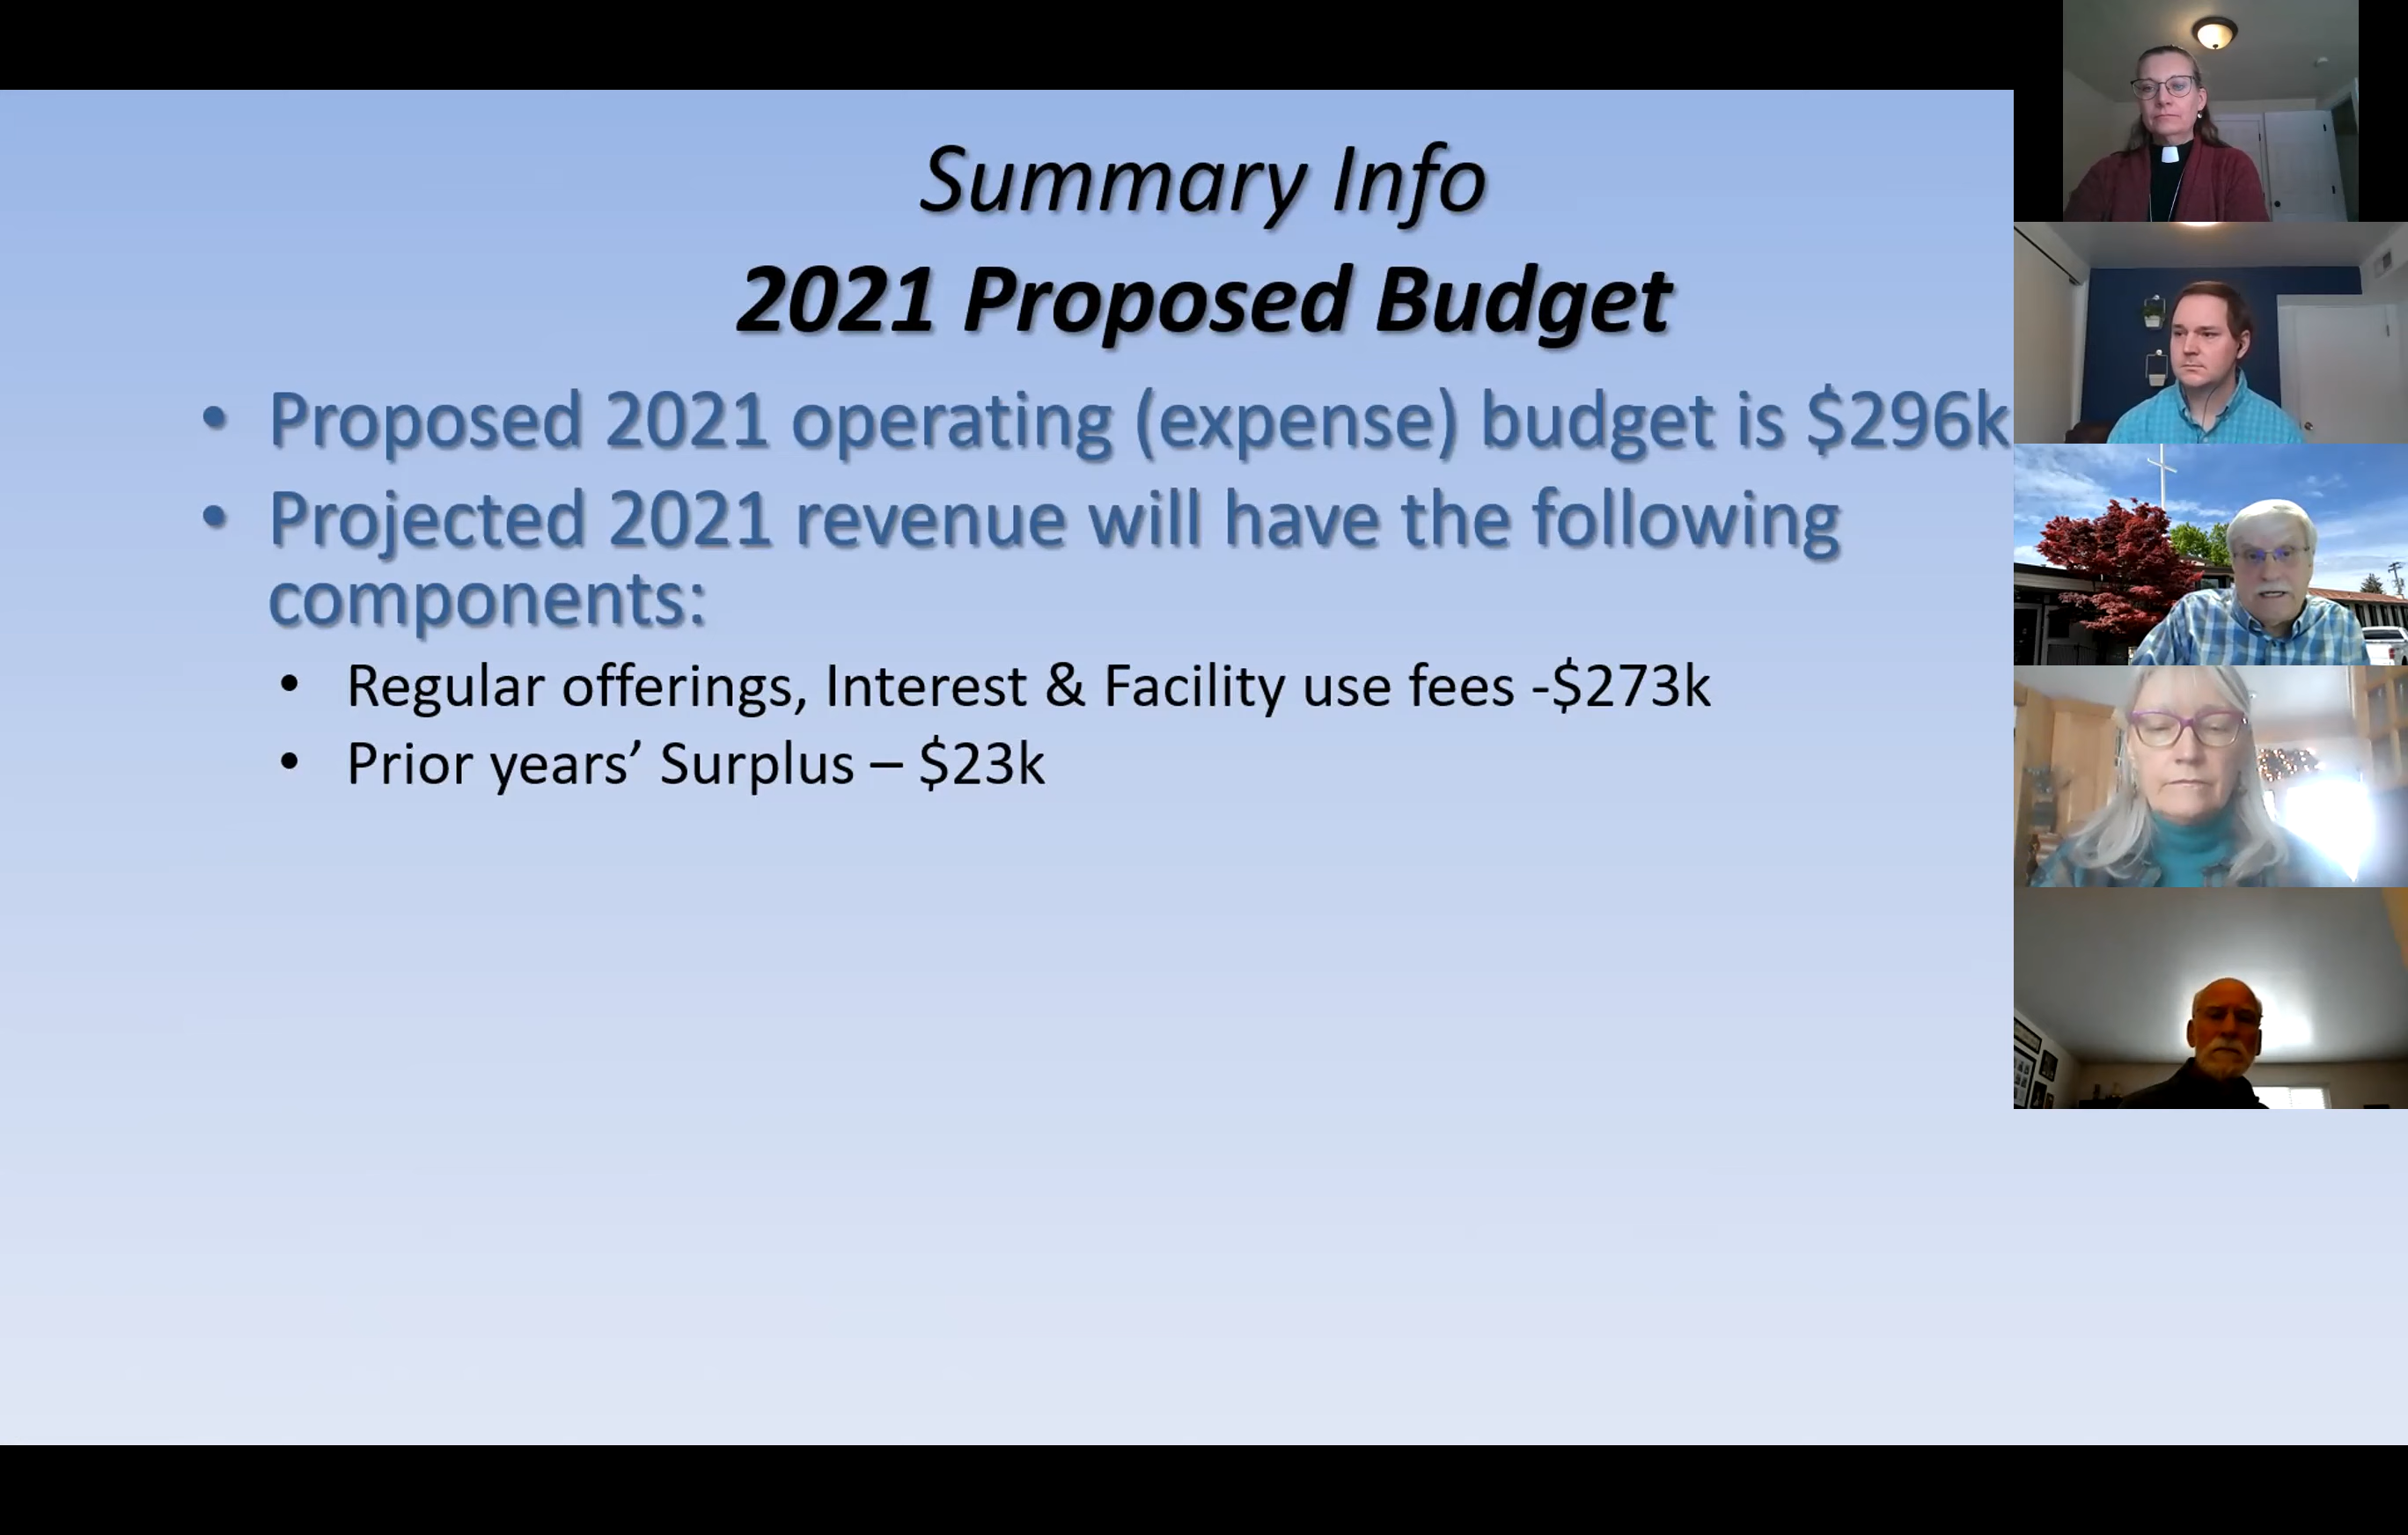 Summary Info
2021 Proposed Budget
• Proposed 2021 operating (expense) budget is $296k
• Projected 2021 revenue will have the following
components:
• Regular offerings, Interest & Facility use fees -$273k
• Prior years’ Surplus – $23k